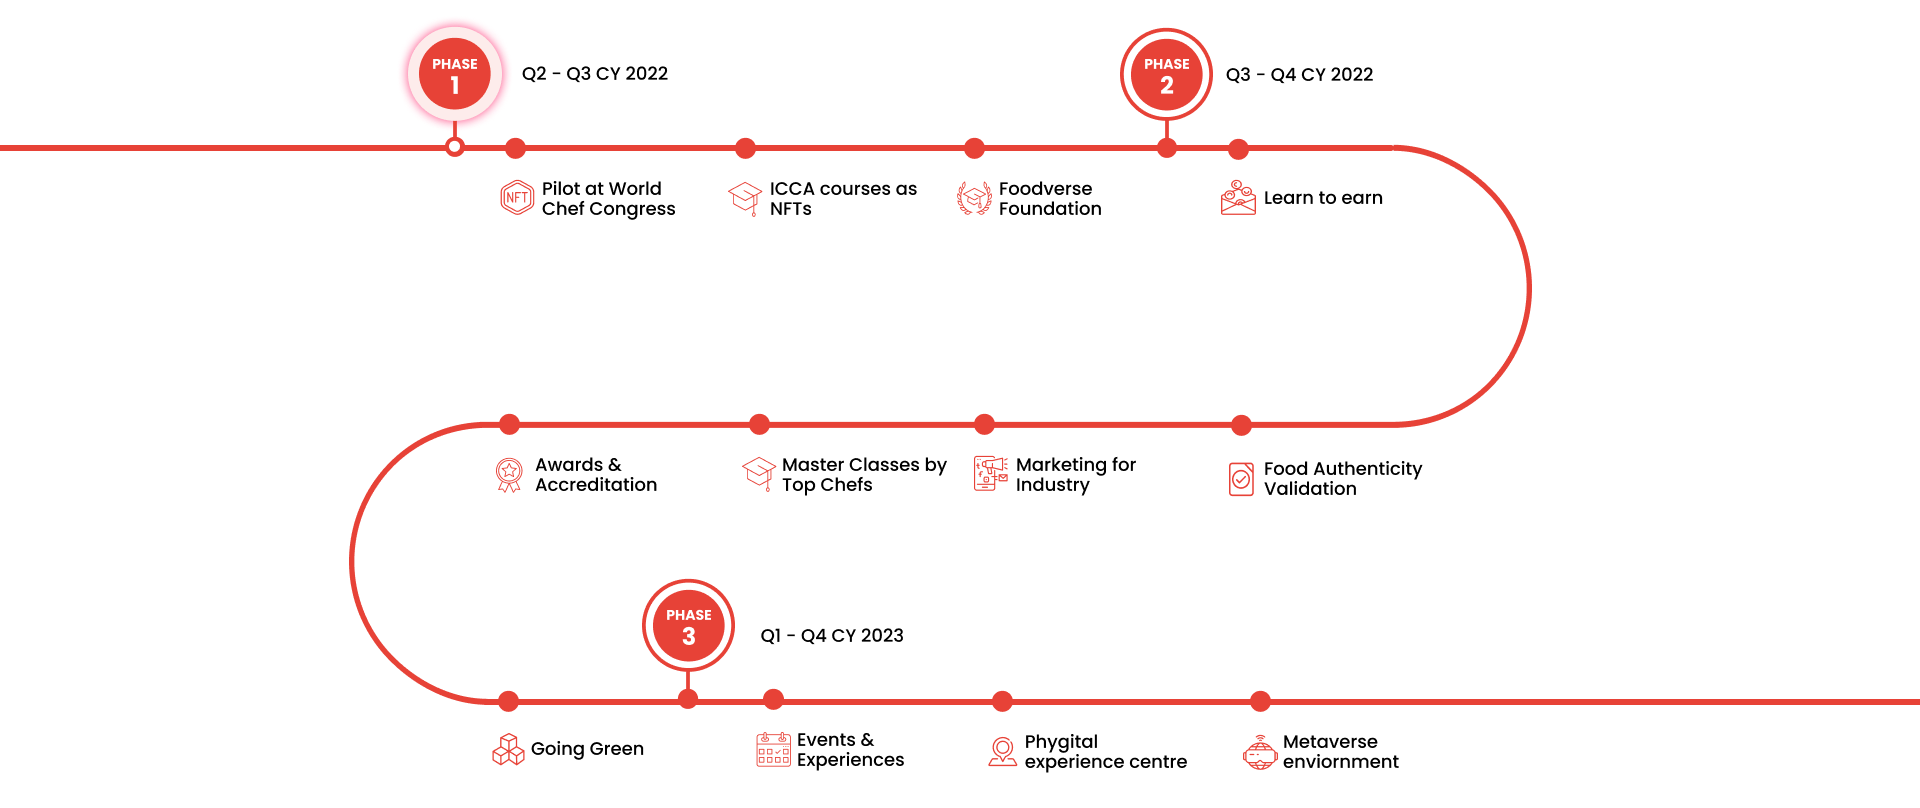 PHASE
1
Q2 - Q3 CY 2022
PHASE
2
Q3 - Q4 CY 2022
NFT
Pilot at World
Chef Congress
ICCA courses as
NFTs
Foodverse
Foundation
Learn to earn
Awards &
Accreditation
Master Classes by
Top Chefs
Marketing for
Industry
Food Authenticity
Validation
PHASE
3
Q1 - Q4 CY 2023
Going Green
Events &
Experiences
Phygital
experience centre
Metaverse
enviornment